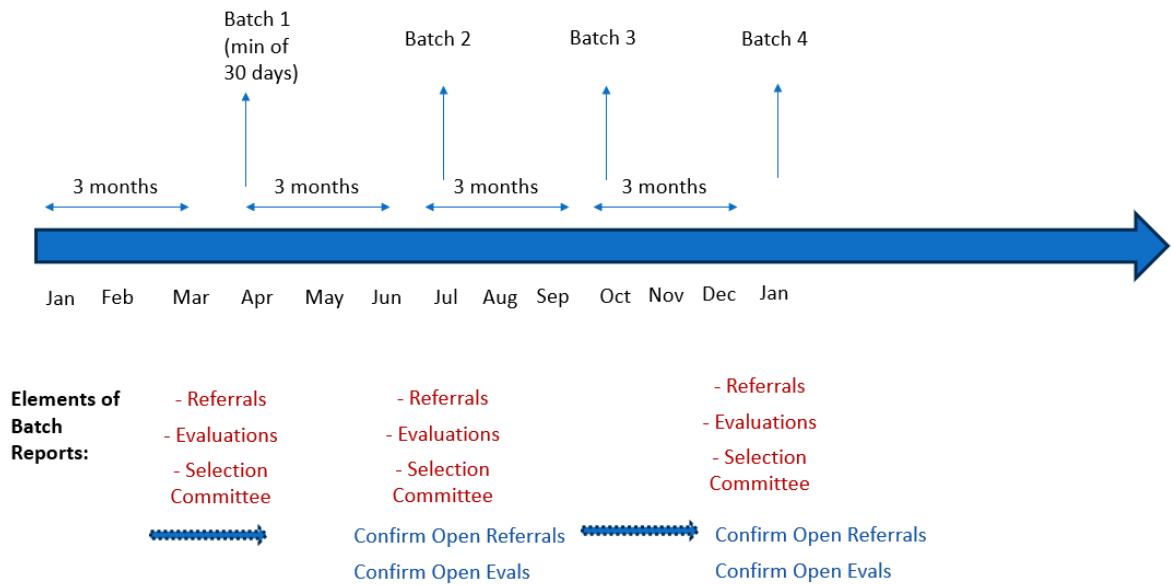 Batch 1
(min of
30 days)
Batch 2
Batch 3
Batch 4
3 months
3 months
3 months
3 months
Jan
Feb
Mar
Apr
May
Jun
Jul
Aug
Sep
Oct
Nov
Dec
Jan
Elements of
Batch
Reports:
- Referrals
- Evaluations
- Selection
Committee
- Referrals
- Evaluations
- Selection
Committee
Confirm Open Referrals
Confirm Open Evals
- Referrals
- Evaluations
- Selection
Committee
Confirm Open Referrals
Confirm Open Evals